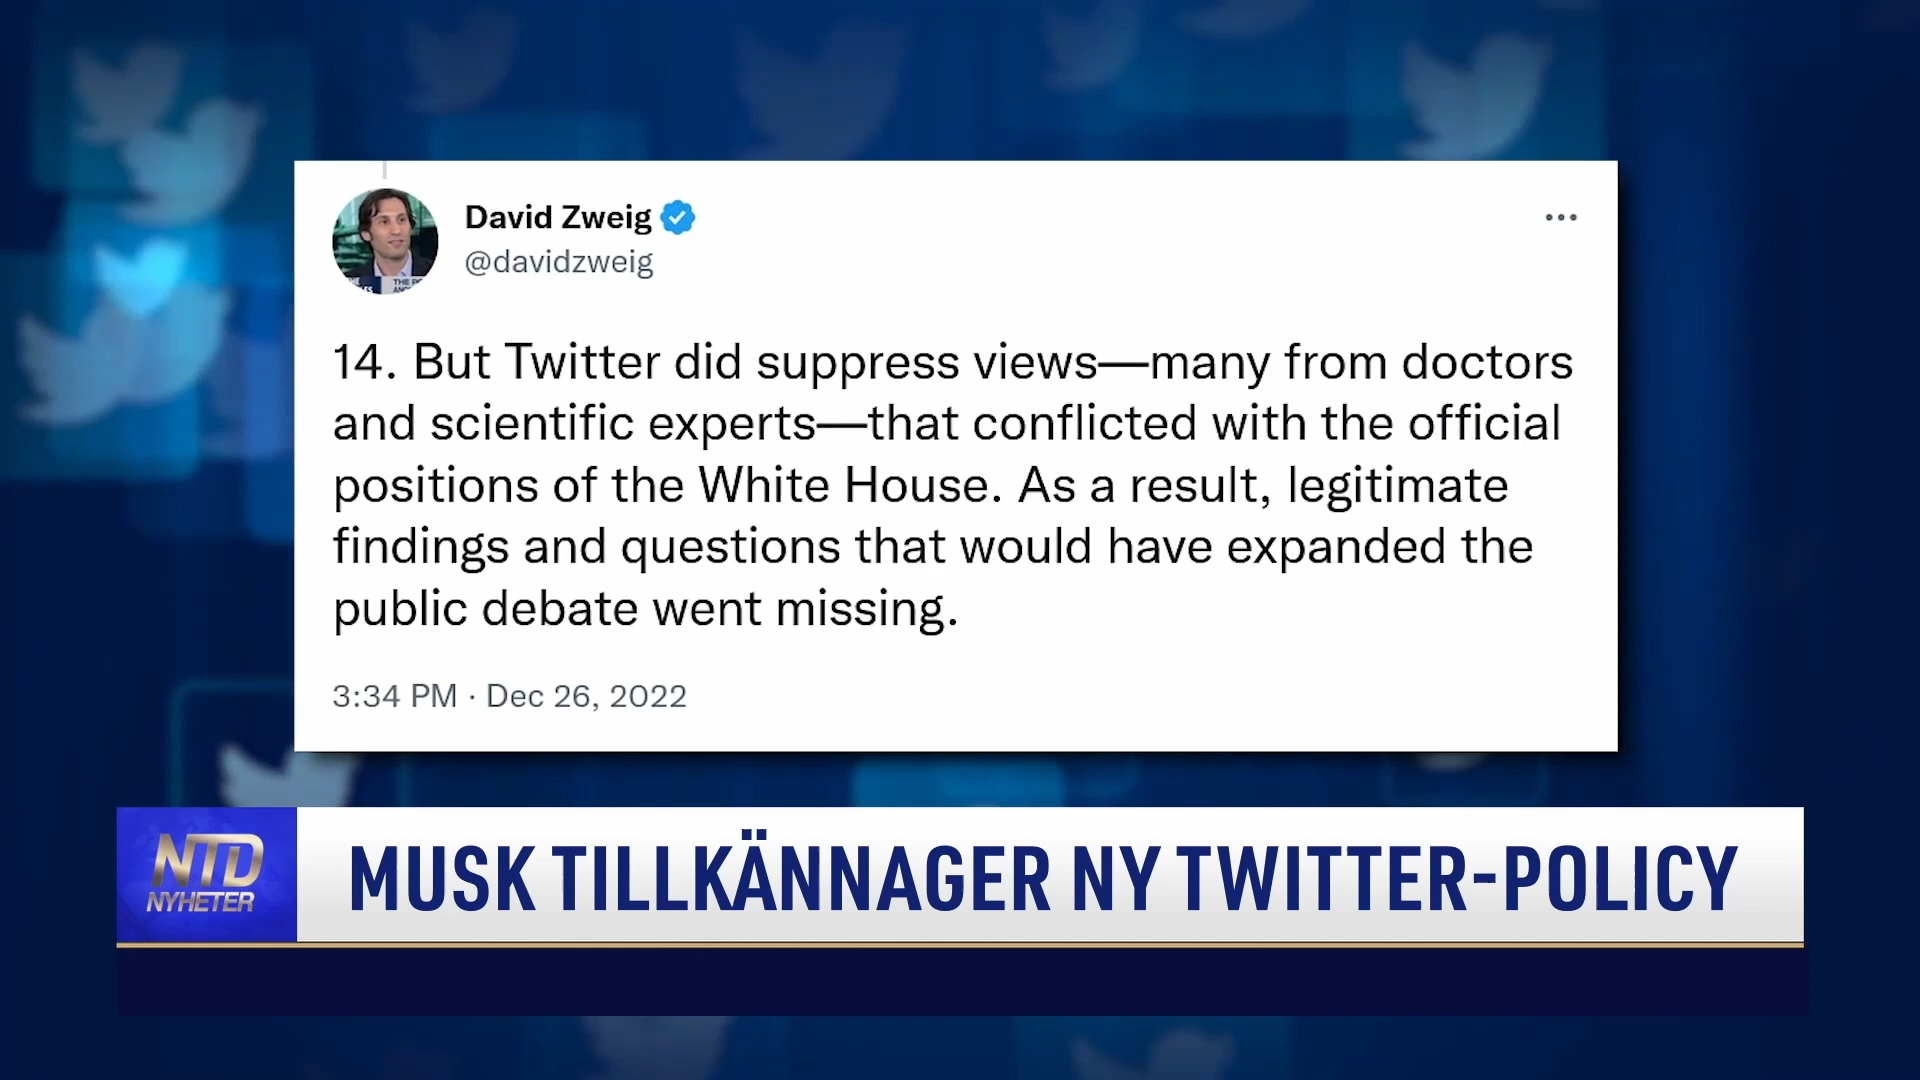 David Zweig
@davidzweig
14. But Twitter did suppress views—many from doctors
and scientific experts—that conflicted with the official
positions of the White House. As a result, legitimate
findings and questions that would have expanded the
public debate went missing.
3:34 PM · Dec 26, 2022
NTD
NYHETER
MUSK TILLKÄNNAGER NY TWITTER-POLICY